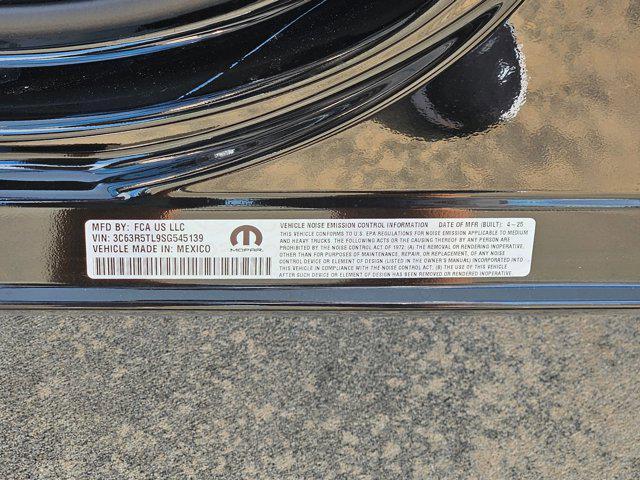 MFD BY: FCA US LLC
VIN: 3C63R5TL9SG545139
VEHICLE MADE IN: MEXICO
MOPAR
VEHICLE NOISE EMISSION CONTROL INFORMATION DATE OF MFR (BUILT): 4-25
THIS VEHICLE CONFORMS TO U.S. EPA REGULATIONS FOR NOISE EMISSION APPLICABLE TO MEDIUM
AND HEAVY TRUCKS. THE FOLLOWING ACTS OR THE CAUSING THEREOF BY ANY PERSON ARE
PROHIBITED BY THE NOISE CONTROL ACT OF 1972: (A) THE REMOVAL OR RENDERING INOPERATIVE,
OTHER THAN FOR PURPOSES OF MAINTENANCE, REPAIR, OR REPLACEMENT, OF ANY NOISE
CONTROL DEVICE OR ELEMENT OF DESIGN (LISTED IN THE OWNER'S MANUAL) INCORPORATED INTO
THIS VEHICLE IN COMPLIANCE WITH THE NOISE CONTROL ACT, (B) THE USE OF THIS VEHICLE
AFTER SUCH DEVICE OR ELEMENT OF DESIGN HAS BEEN REMOVED OR RENDERED INOPERATIVE.